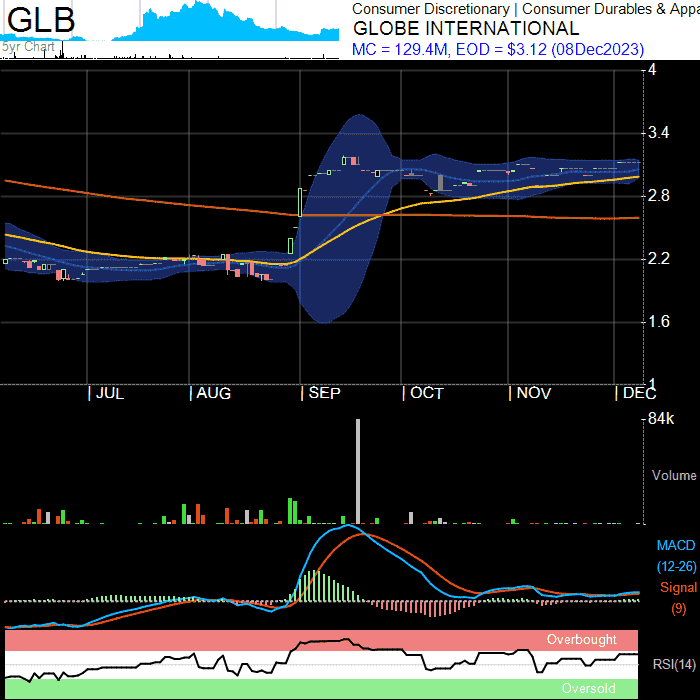 GLB
5yr Chart
Consumer Discretionary | Consumer Durables & Appa
GLOBE INTERNATIONAL
MC = 129.4M, EOD = $3.12 (08Dec2023)
4
3.4
2.8
2.2
1.6
1
JUL AUG SEP OCT NOV DEC
84k
Volume
MACD
(12-26)
Signal
(9)
Overbought
RSI(14)
Oversold